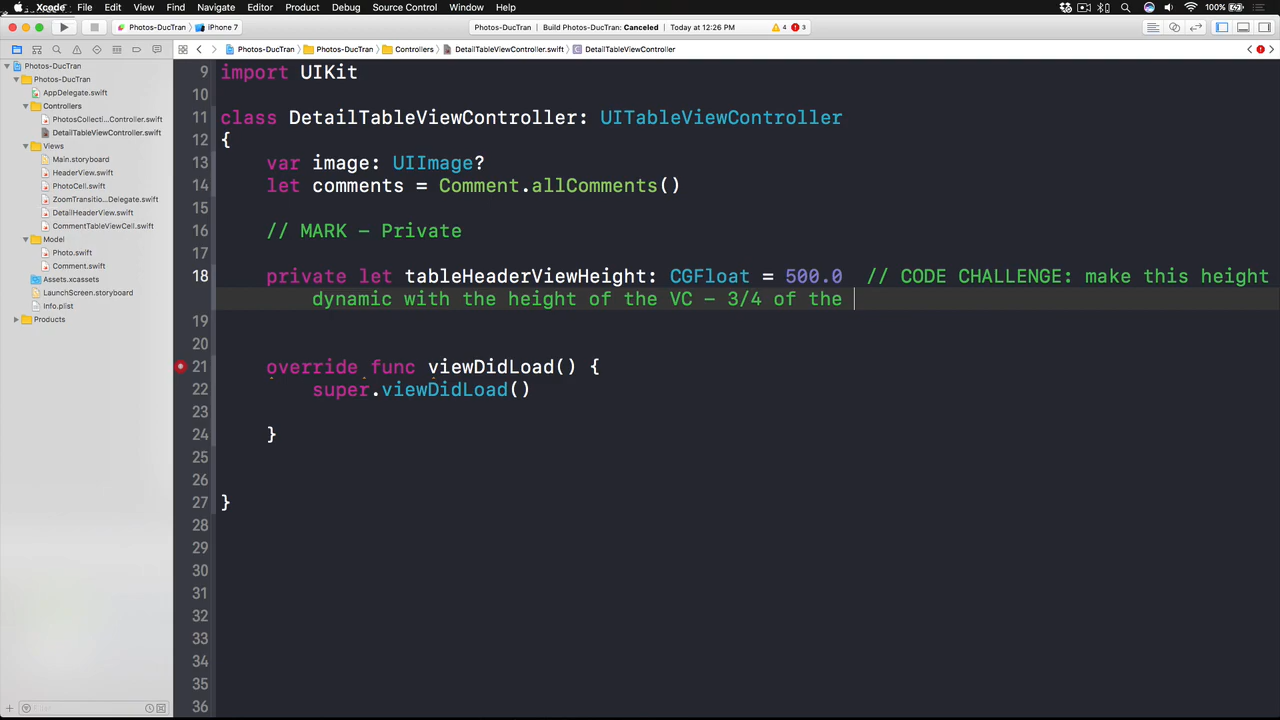 Xcode File Edit View Find Navigate Editor Product Debug Source Control Window Help 100%
Photos-DucTran iPhone 7 Photos-DucTran Build Photos-DucTran: Canceled Today at 12:26 PM 4 3
Photos-DucTran Photos-DucTran Controllers DetailTableViewController.swift DetailTableViewController
Photos-DucTran
Photos-DucTran
AppDelegate.swift
Controllers
PhotosCollecti...Controller.swift
DetailTableViewController.swift
Views
Main.storyboard
HeaderView.swift
PhotoCell.swift
ZoomTransitio...Delegate.swift
DetailHeaderView.swift
CommentTableViewCell.swift
Model
Photo.swift
Comment.swift
Assets.xcassets
LaunchScreen.storyboard
Info.plist
Products
Filter
9 import UIKit
10
11 class DetailTableViewController: UITableViewController
12 {
13 var image: UIImage?
14 let comments = Comment.allComments()
15
16 // MARK - Private
17
18 private let tableHeaderViewHeight: CGFloat = 500.0 // CODE CHALLENGE: make this height
dynamic with the height of the VC - 3/4 of the
19
20
21 override func viewDidLoad() {
22 super.viewDidLoad()
23
24 }
25
26
27 }
28
29
30
31
32
33
34
35
36